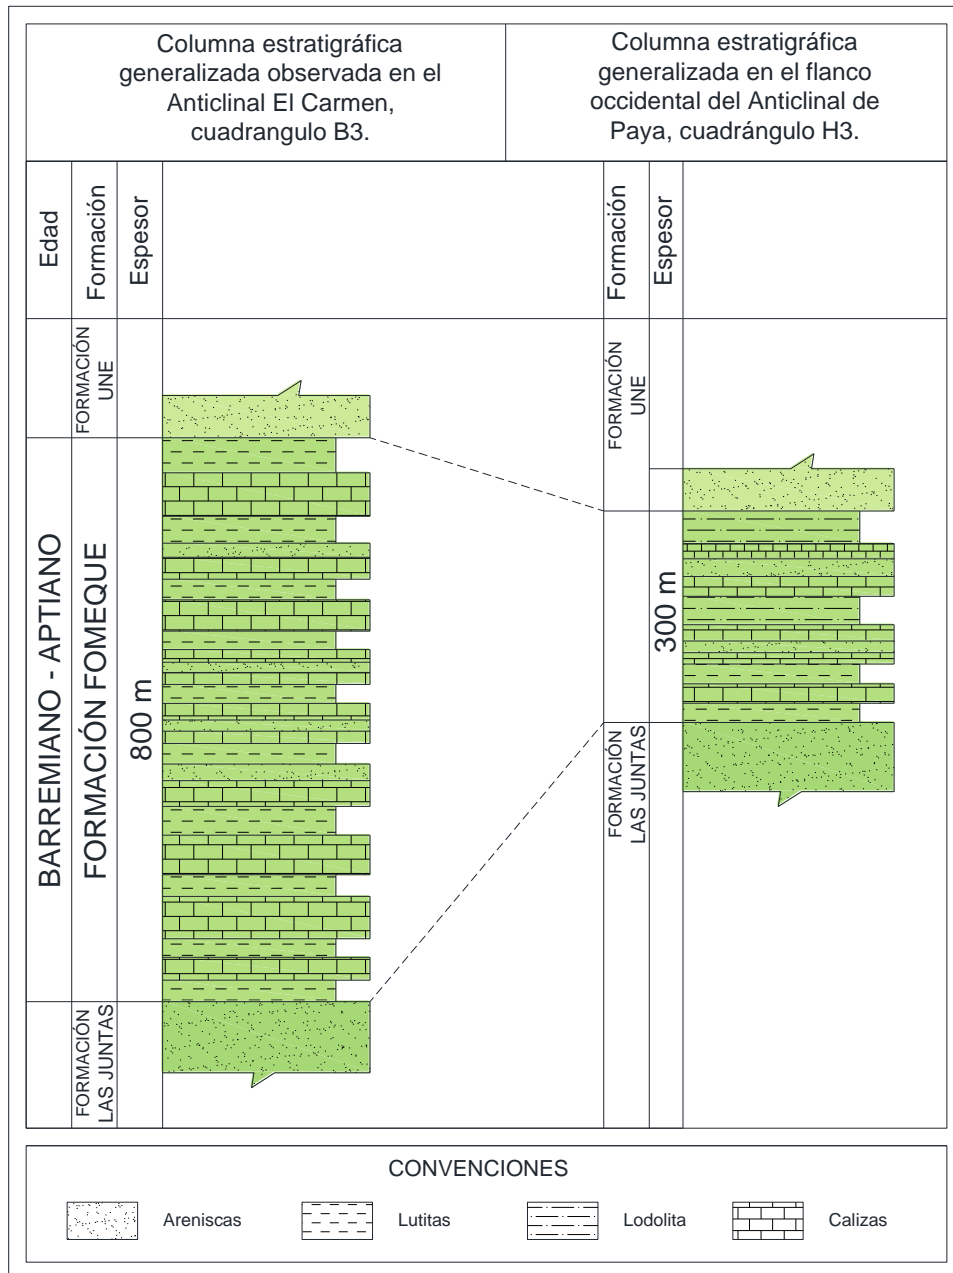 Columna estratigráfica
generalizada observada en el
Anticlinal El Carmen,
cuadrangulo B3.
Columna estratigráfica
generalizada en el flanco
occidental del Anticlinal de
Paya, cuadrángulo H3.
Edad
Formación
Espesor
Formación
Espesor
FORMACIÓN
UNE
FORMACIÓN
UNE
BARREMIANO - APTIANO
FORMACIÓN FOMEQUE
800 m
300 m
FORMACIÓN
LAS JUNTAS
FORMACIÓN
LAS JUNTAS
CONVENCIONES
Areniscas
Lutitas
Lodolita
Calizas